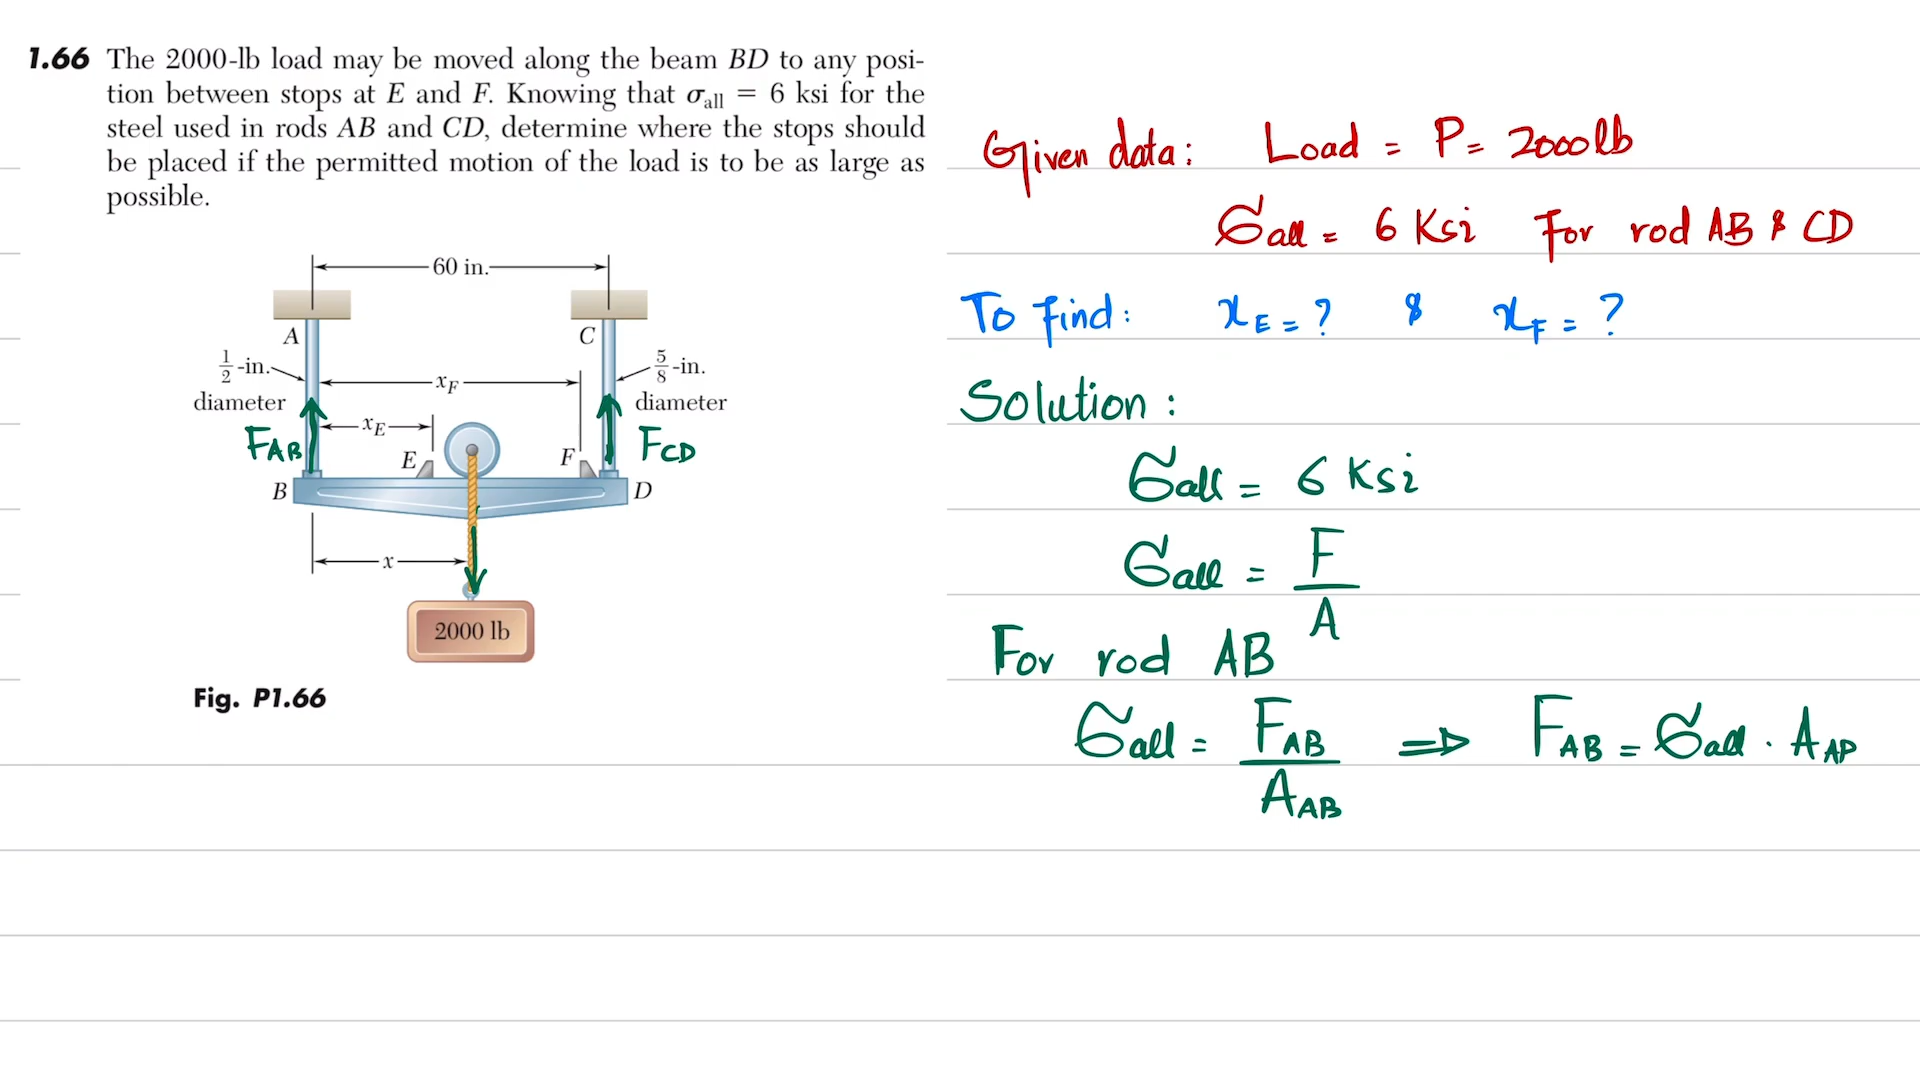 1.66 The 2000-lb load may be moved along the beam BD to any posi-
tion between stops at E and F. Knowing that σall = 6 ksi for the
steel used in rods AB and CD, determine where the stops should
be placed if the permitted motion of the load is to be as large as
possible.
60 in.
A
C
1/2-in.
diameter
5/8-in.
diameter
xF
xE
FAB
FCD
E
F
B
D
x
2000 lb
Fig. P1.66
Given data: Load = P = 2000 lb
σall = 6 Ksi For rod AB & CD
To find: xE = ? & xF = ?
Solution:
σall = 6 Ksi
σall = F/A
For rod AB
σall = FAB/AAB ⇒ FAB = σall · AAP